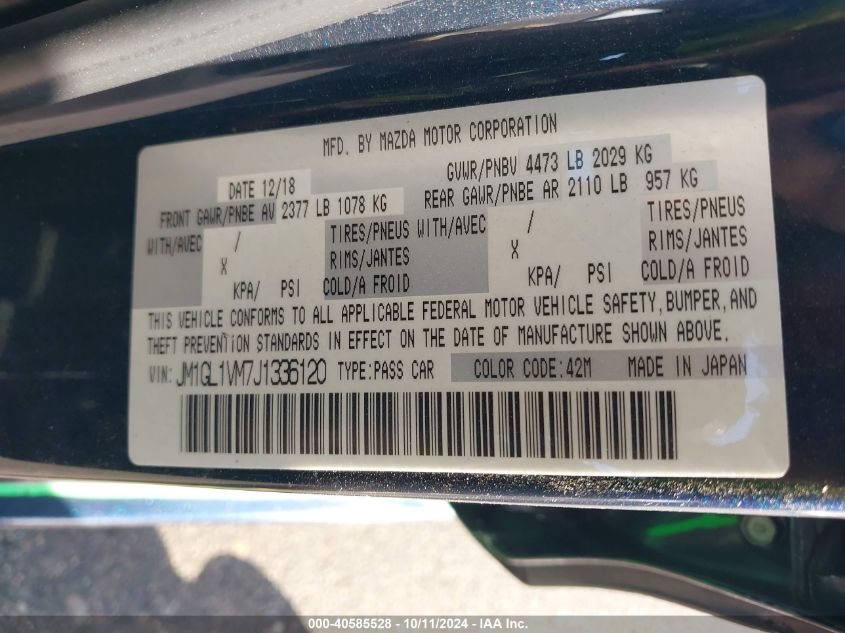 MFD. BY MAZDA MOTOR CORPORATION
DATE 12/18 GVWR/PNBV 4473 LB 2029 KG
FRONT GAWR/PNBE AV 2377 LB 1078 KG REAR GAWR/PNBE AR 2110 LB 957 KG
WITH/AVEC / TIRES/PNEUS WITH/AVEC / TIRES/PNEUS
X RIMS/JANTES X RIMS/JANTES
KPA/ PSI COLD/A FROID KPA/ PSI COLD/A FROID
THIS VEHICLE CONFORMS TO ALL APPLICABLE FEDERAL MOTOR VEHICLE SAFETY,BUMPER,AND
THEFT PREVENTION STANDARDS IN EFFECT ON THE DATE OF MANUFACTURE SHOWN ABOVE.
VIN: JM1GL1VM7J1336120 TYPE:PASS CAR COLOR CODE:42M MADE IN JAPAN
000-40585528 - 10/11/2024 - IAA Inc.